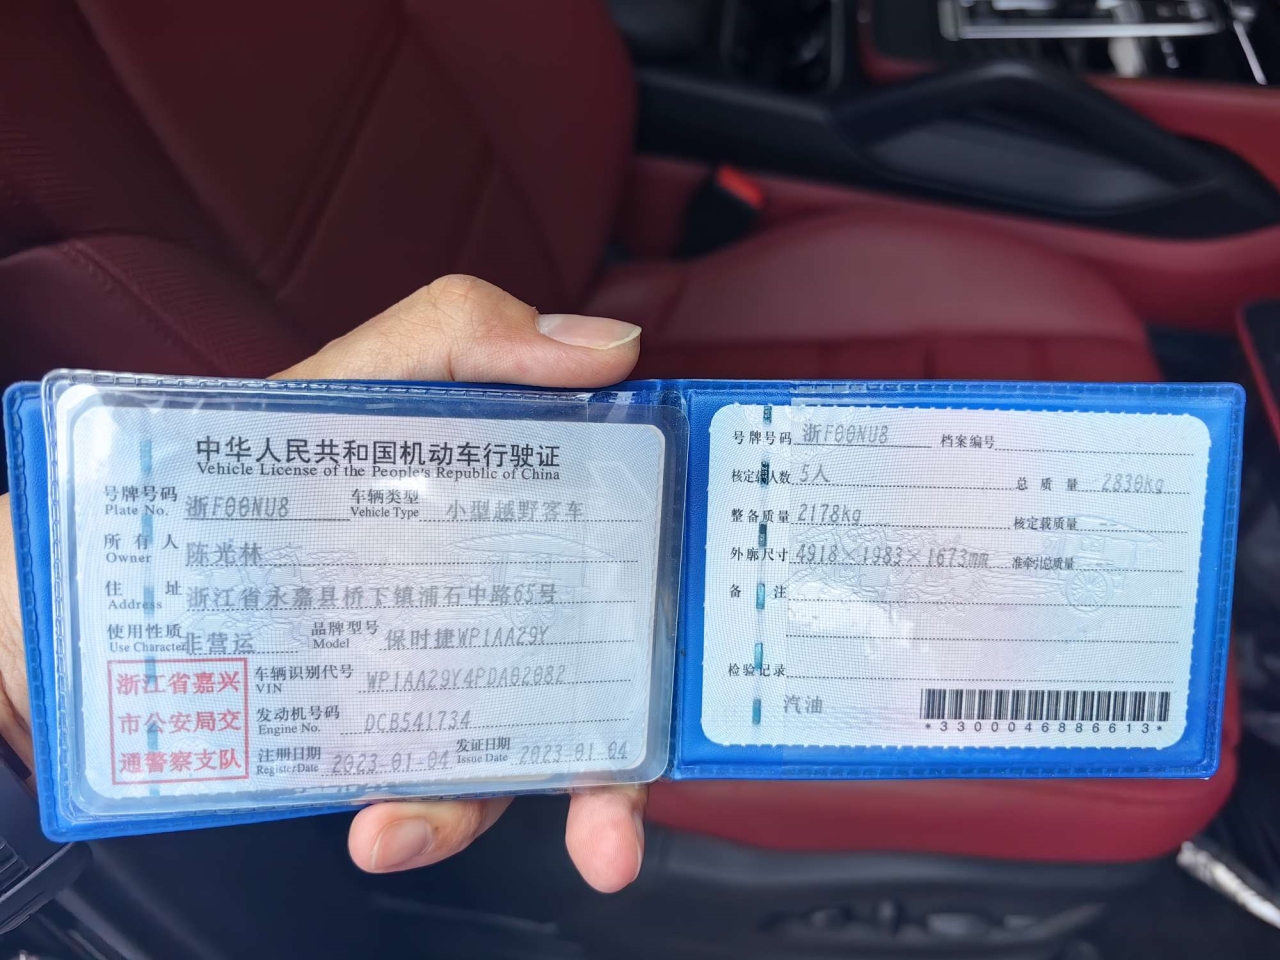 中华人民共和国机动车行驶证
Vehicle License of the People's Republic of China
号牌号码 浙F00NU8 车辆类型 小型越野客车
Plate No. Vehicle Type
所有人 陈光林
Owner
住址 浙江省永嘉县桥下镇浦石中路65号
Address
使用性质 非营运 品牌型号 保时捷WP1AA29Y
Use Character Model
浙江省嘉兴
市公安局交
通警察支队
车辆识别代号 WP1AA29Y4PDA02082
VIN
发动机号码 DCB541734
Engine No.
注册日期 2023-01-04 发证日期 2023-01-04
Register Date Issue Date
号牌号码 浙F00NU8 档案编号
核定载人数 5人 总质量 2830kg
整备质量 2178kg 核定载质量
外廓尺寸 4918×1983×1673mm 准牵引总质量
备注
检验记录
汽油
*3300046886613*